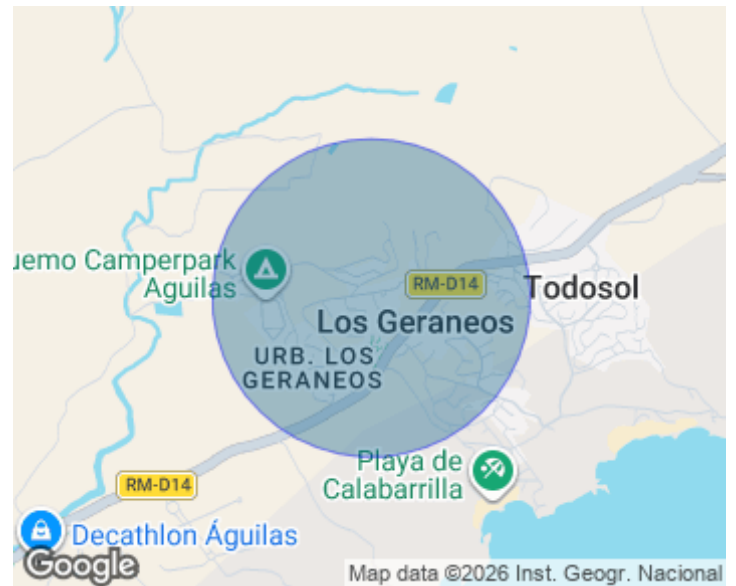 uemo Camperpark
Aguilas
RM-D14
Todosol
Los Geraneos
URB. LOS
GERANEOS
Playa de
Calabarrilla
RM-D14
Decathlon Águilas
Google
Map data ©2026 Inst. Geogr. Nacional